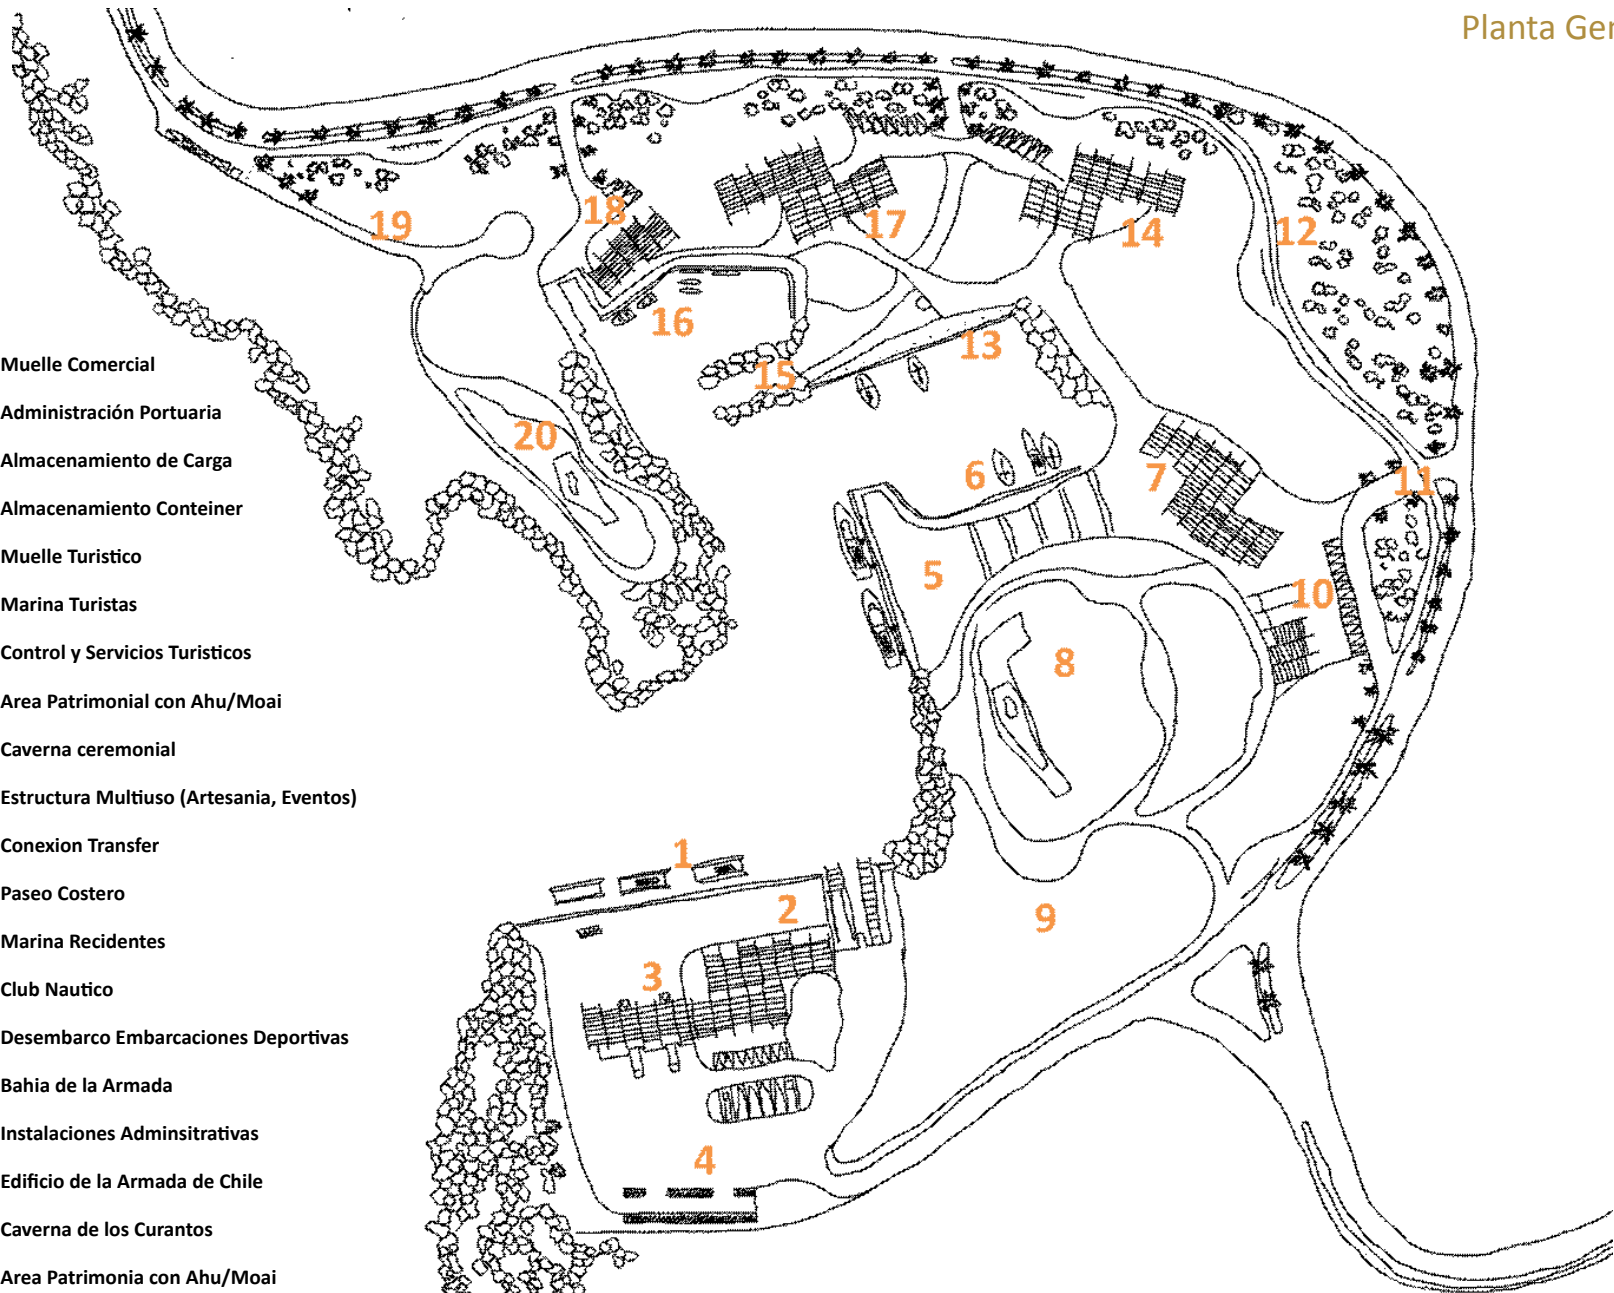 Planta Ger
Muelle Comercial
Administración Portuaria
Almacenamiento de Carga
Almacenamiento Conteiner
Muelle Turistico
Marina Turistas
Control y Servicios Turisticos
Area Patrimonial con Ahu/Moai
Caverna ceremonial
Estructura Multiuso (Artesania, Eventos)
Conexion Transfer
Paseo Costero
Marina Recidentes
Club Nautico
Desembarco Embarcaciones Deportivas
Bahia de la Armada
Instalaciones Adminsitrativas
Edificio de la Armada de Chile
Caverna de los Curantos
Area Patrimonia con Ahu/Moai
19
18
17
14
12
16
13
15
20
6
7
11
5
10
8
1
2
9
3
4